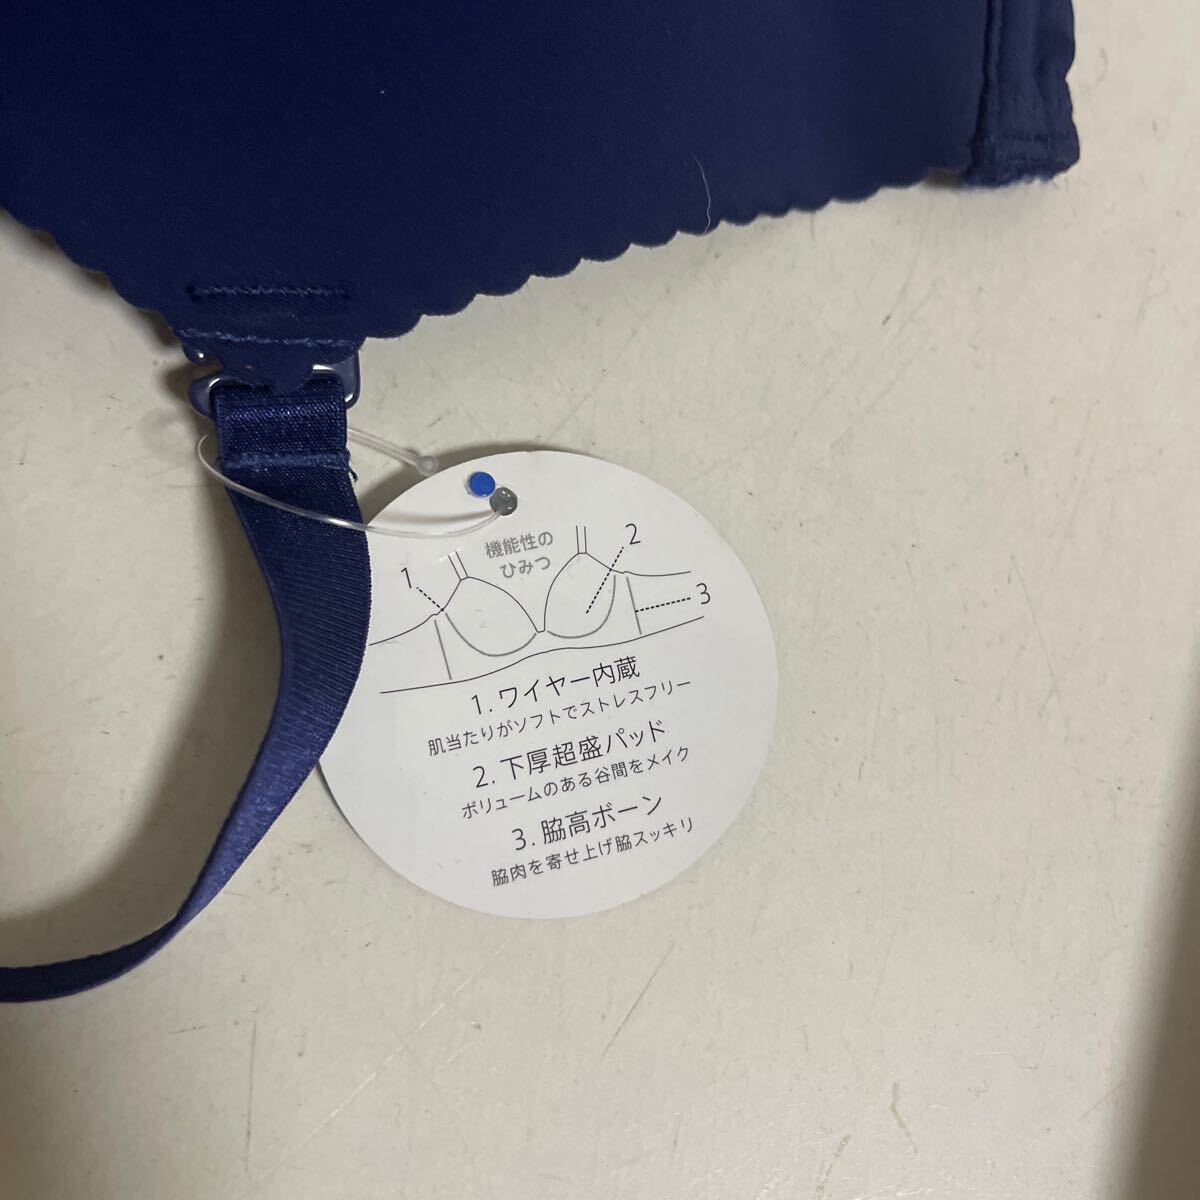 機能性の
ひみつ
1
2
3
1. ワイヤー内蔵
肌当たりがソフトでストレスフリー
2. 下厚超盛パッド
ボリュームのある谷間をメイク
3. 脇高ボーン
脇肉を寄せ上げ脇スッキリ